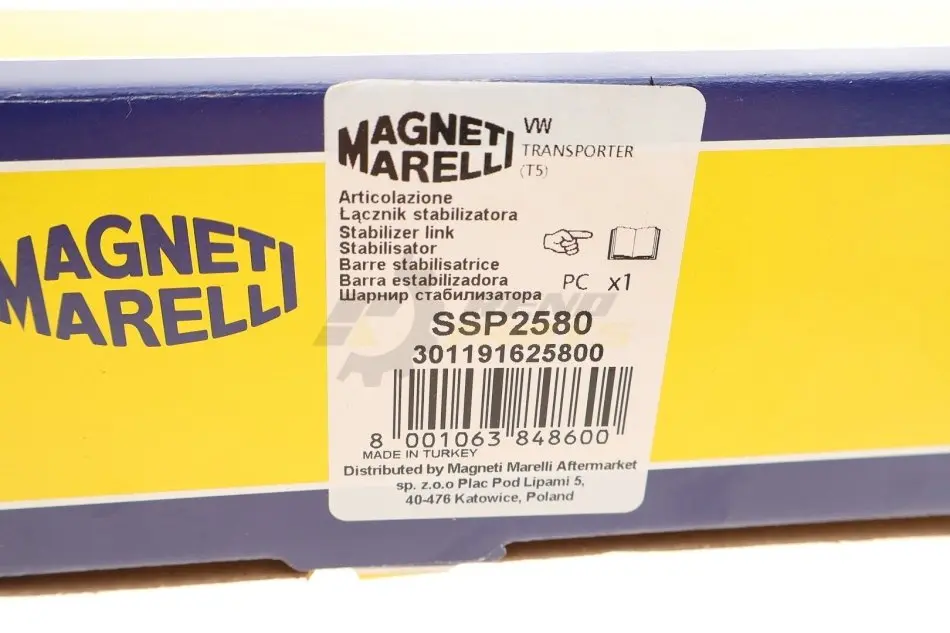 MAGNETI
MARELLI
MAGNETI
MARELLI
VW
TRANSPORTER
(T5)
Articolazione
Łącznik stabilizatora
Stabilizer link
Stabilisator
Barre stabilisatrice
Barra estabilizadora
Шарнир стабилизатора
PC x1
SSP2580
301191625800
8 001063 848600
MADE IN TURKEY
Distributed by Magneti Marelli Aftermarket
sp. z.o.o Plac Pod Lipami 5,
40-476 Katowice, Poland